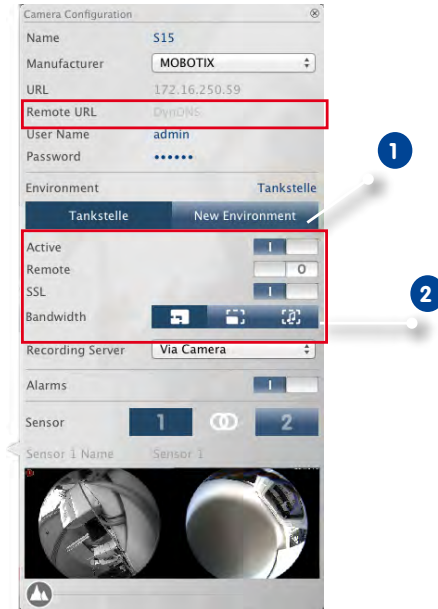 Camera Configuration
Name S15
Manufacturer MOBOTIX
URL 172.16.250.59
Remote URL DynDNS
User Name admin
Password ••••••
1
Environment Tankstelle
Tankstelle New Environment
Active I
Remote O
SSL I
Bandwidth
2
Recording Server Via Camera
Alarms I
Sensor 1 2
Sensor 1 Name Sensor 1